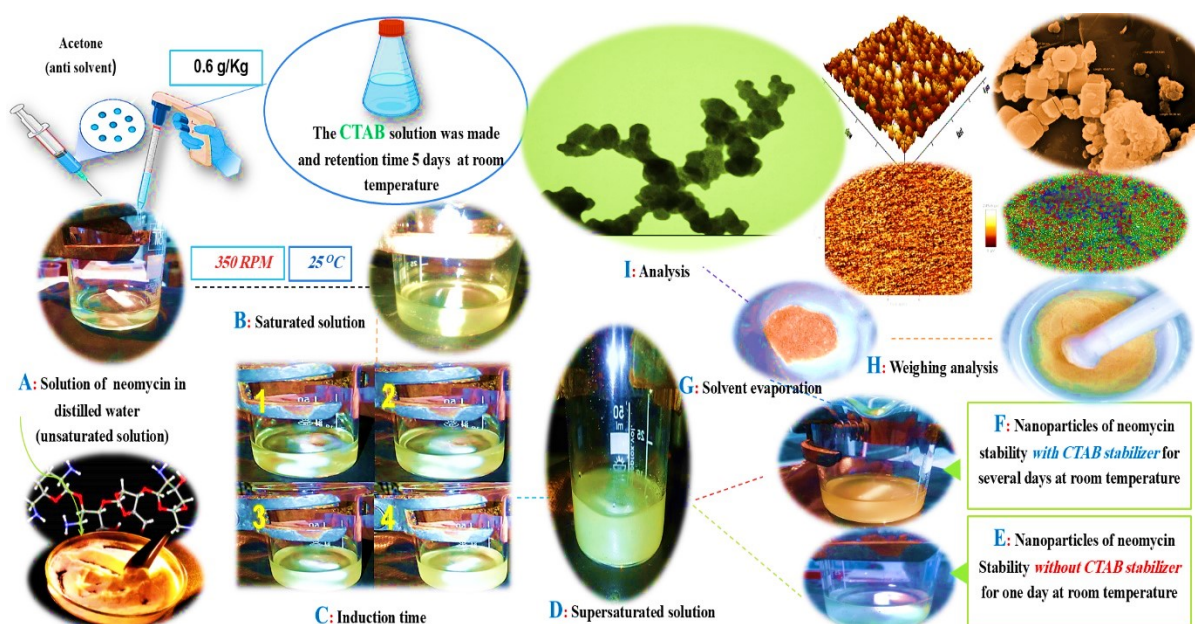 Acetone
(anti solvent)
0.6 g/Kg
The CTAB solution was made
and retention time 5 days at room
temperature
350 RPM
25 °C
B: Saturated solution
A: Solution of neomycin in
distilled water
(unsaturated solution)
1
2
3
4
C: Induction time
50
ml
D: Supersaturated solution
I: Analysis
G: Solvent evaporation
H: Weighing analysis
F: Nanoparticles of neomycin
stability with CTAB stabilizer for
several days at room temperature
E: Nanoparticles of neomycin
Stability without CTAB stabilizer
for one day at room temperature